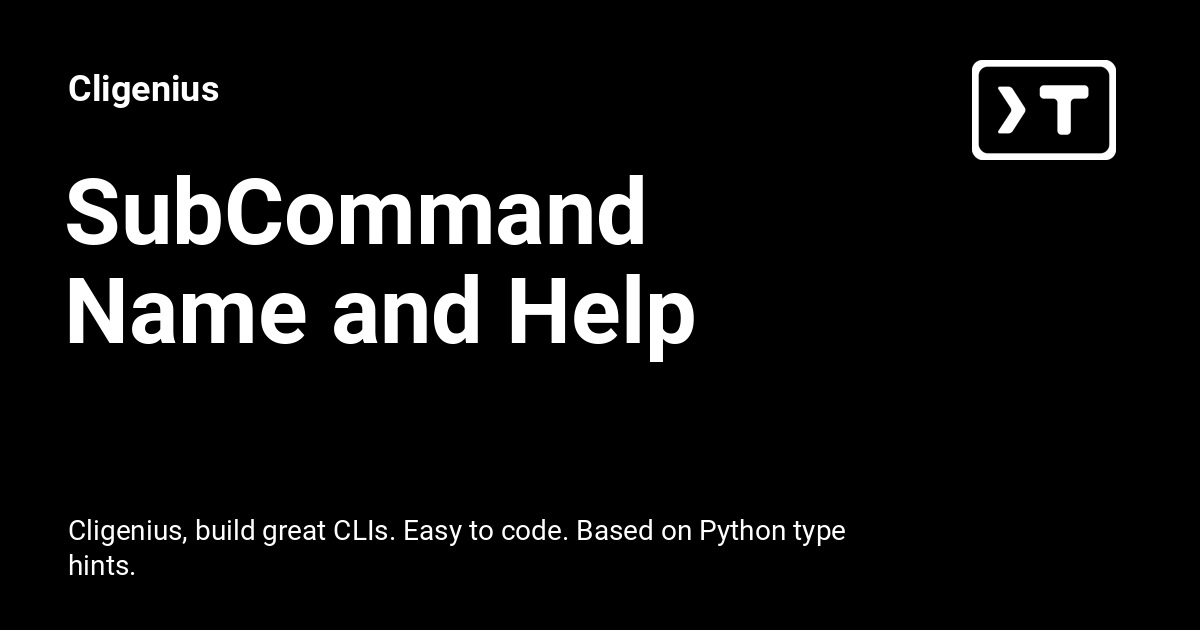 Cligenius
T
SubCommand
Name and Help
Cligenius, build great CLIs. Easy to code. Based on Python type
hints.